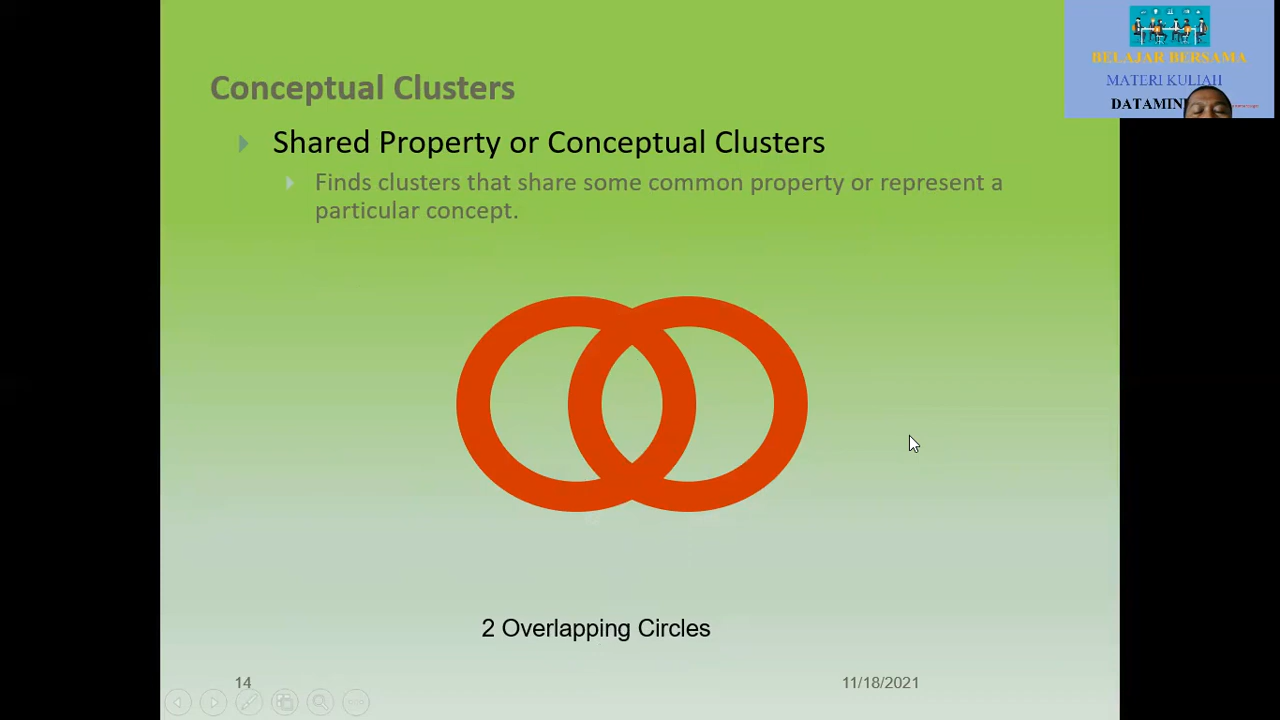 Conceptual Clusters
Shared Property or Conceptual Clusters
Finds clusters that share some common property or represent a
particular concept.
2 Overlapping Circles
14
11/18/2021
BELAJAR BERSAMA
MATERI KULIAH